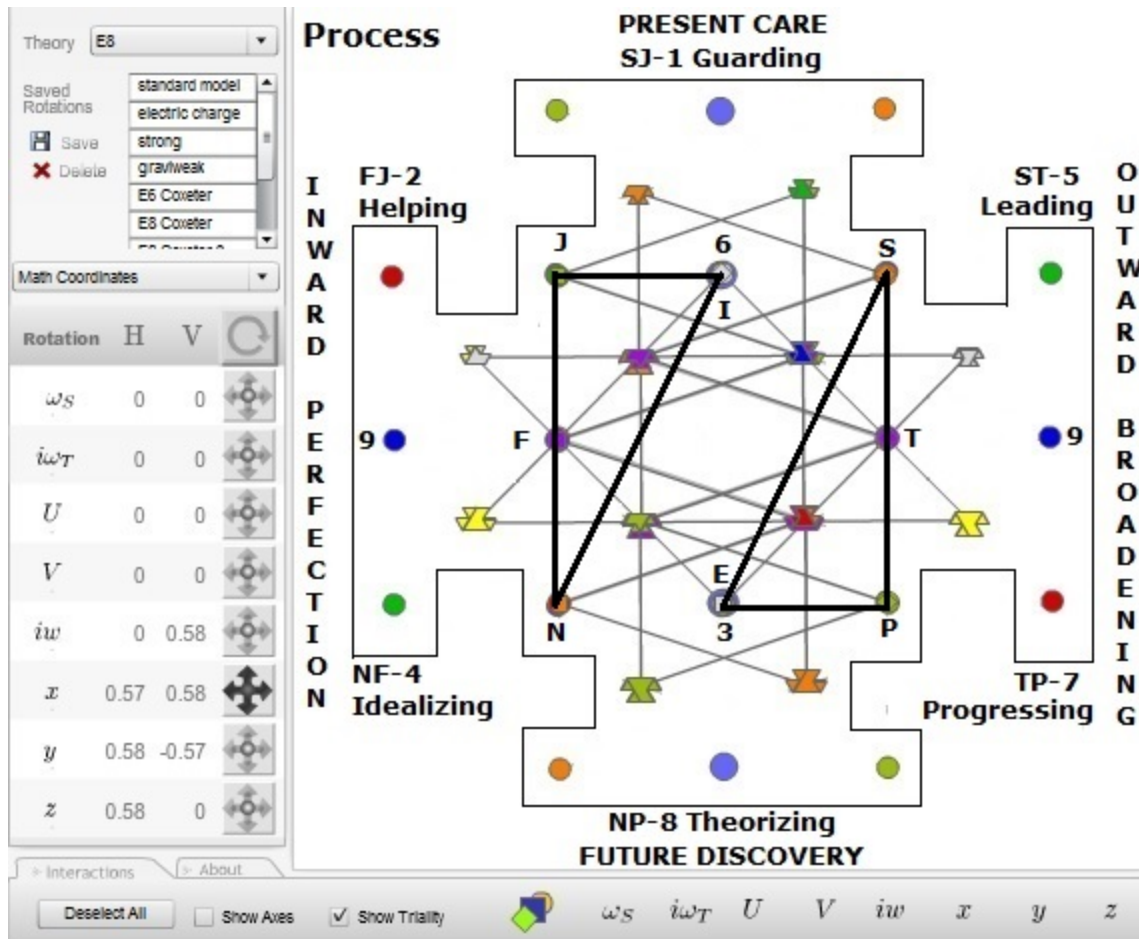 Theory E8
Saved Rotations
Save
Delete
standard model
electric charge
strong
graviweak
E6 Coxeter
E8 Coxeter
E8 Coxeter 2
Math Coordinates
Rotation H V
ωS 0 0
iωT 0 0
U 0 0
V 0 0
iw 0 0.58
x 0.57 0.58
y 0.58 -0.57
z 0.58 0
Interactions
About
Deselect All
Show Axes
Show Triality
ωS iωT U V iw x y z
Process
PRESENT CARE
SJ-1 Guarding
INWARD PERFECTION
FJ-2
Helping
ST-5
Leading
OUTWARD BROADENING
J 6 S
I
9 F T 9
E
N 3 P
NF-4
Idealizing
TP-7
Progressing
NP-8 Theorizing
FUTURE DISCOVERY